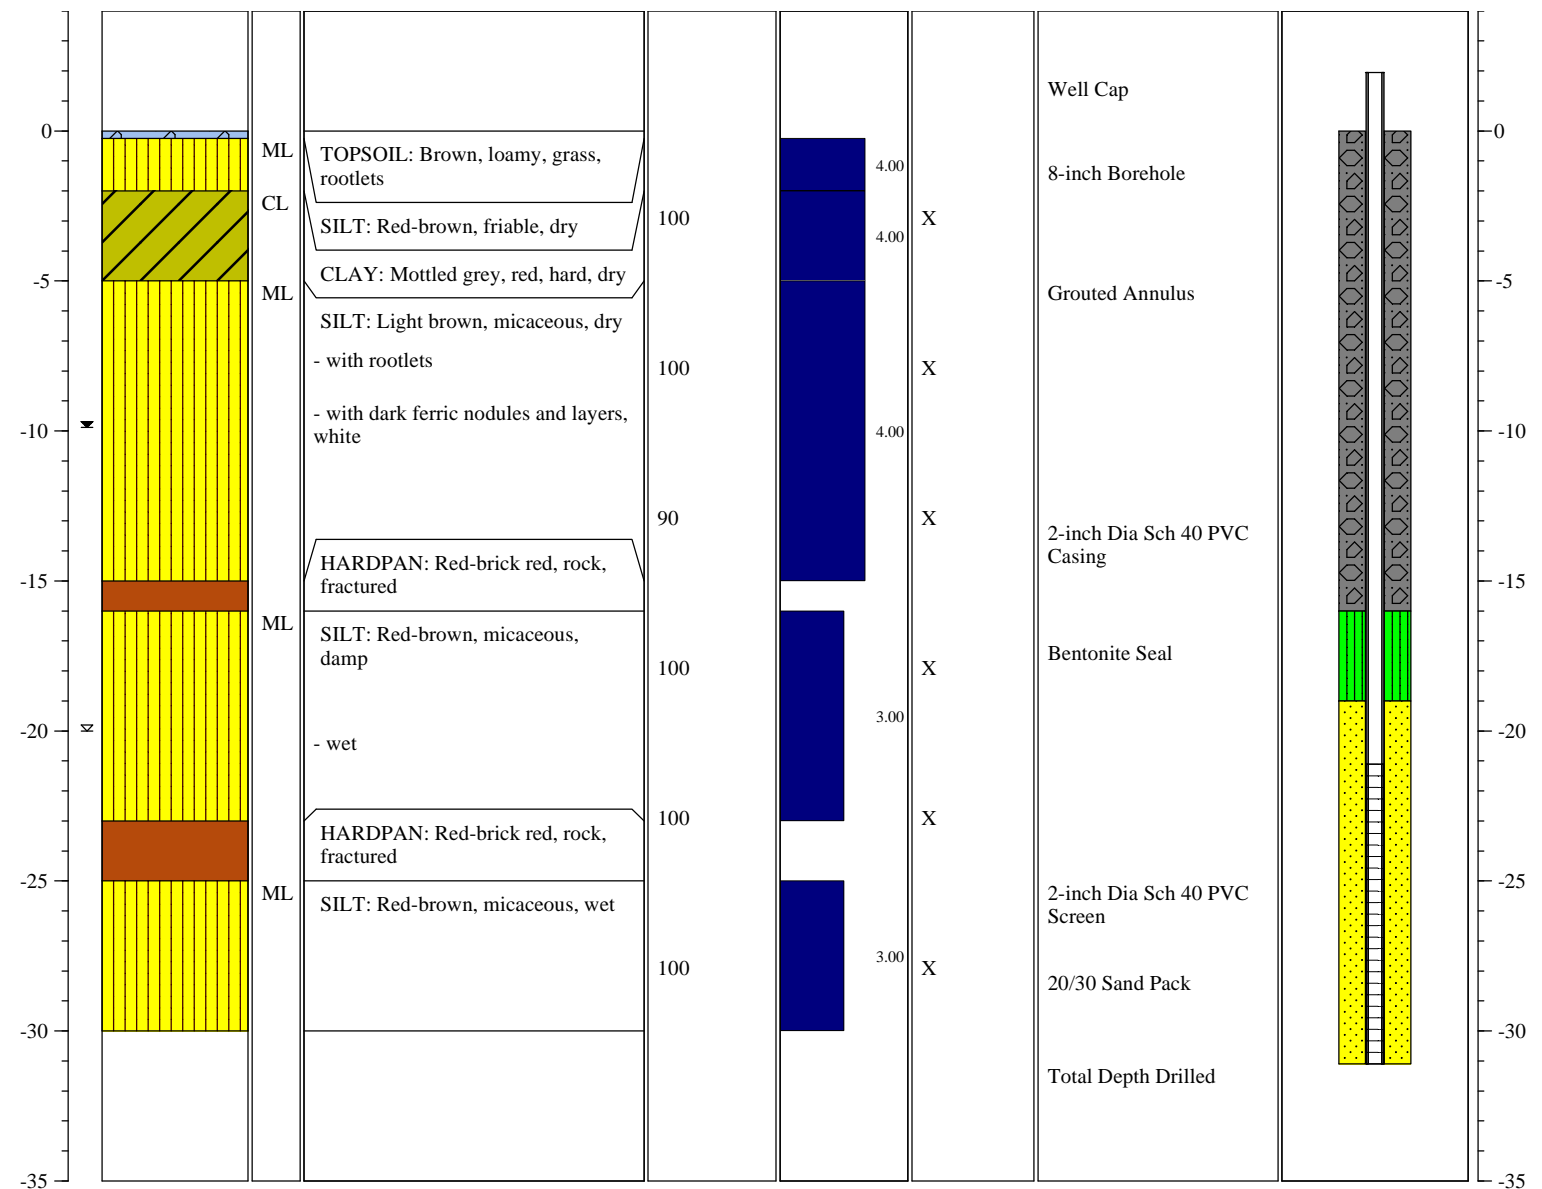 Well Cap
0
0
ML
TOPSOIL: Brown, loamy, grass,
rootlets
4.00
8-inch Borehole
CL
SILT: Red-brown, friable, dry
100
4.00
X
CLAY: Mottled grey, red, hard, dry
-5
-5
ML
Grouted Annulus
SILT: Light brown, micaceous, dry
- with rootlets
100
X
- with dark ferric nodules and layers,
white
-10
4.00
-10
90
X
2-inch Dia Sch 40 PVC
Casing
HARDPAN: Red-brick red, rock,
fractured
-15
-15
ML
SILT: Red-brown, micaceous,
damp
Bentonite Seal
100
X
3.00
-20
-20
- wet
100
X
HARDPAN: Red-brick red, rock,
fractured
-25
-25
ML
SILT: Red-brown, micaceous, wet
2-inch Dia Sch 40 PVC
Screen
3.00
100
X
20/30 Sand Pack
-30
-30
Total Depth Drilled
-35
-35